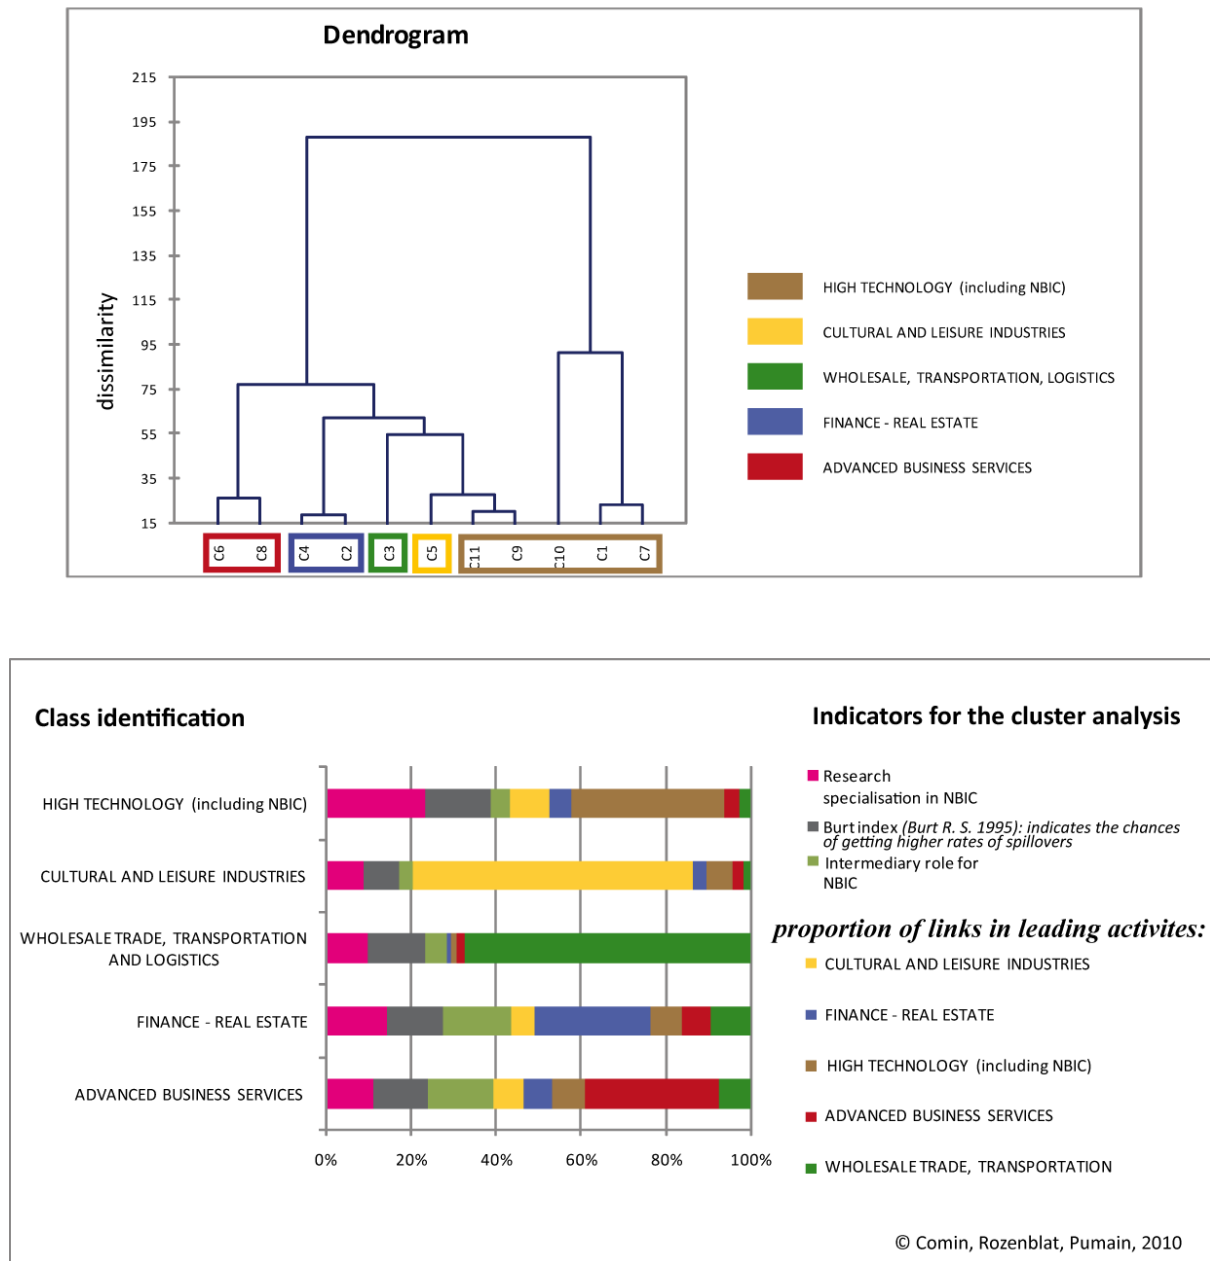 Dendrogram
215
195
175
155
135
115
95
75
55
35
15
dissimilarity
C6
C8
C4
C2
C3
C5
C11
C9
C10
C1
C7
HIGH TECHNOLOGY (including NBIC)
CULTURAL AND LEISURE INDUSTRIES
WHOLESALE, TRANSPORTATION, LOGISTICS
FINANCE - REAL ESTATE
ADVANCED BUSINESS SERVICES
Class identification
HIGH TECHNOLOGY (including NBIC)
CULTURAL AND LEISURE INDUSTRIES
WHOLESALE TRADE, TRANSPORTATION
AND LOGISTICS
FINANCE - REAL ESTATE
ADVANCED BUSINESS SERVICES
0%
20%
40%
60%
80%
100%
Indicators for the cluster analysis
Research
specialisation in NBIC
Burt index (Burt R. S. 1995): indicates the chances
of getting higher rates of spillovers
Intermediary role for
NBIC
proportion of links in leading activites:
CULTURAL AND LEISURE INDUSTRIES
FINANCE - REAL ESTATE
HIGH TECHNOLOGY (including NBIC)
ADVANCED BUSINESS SERVICES
WHOLESALE TRADE, TRANSPORTATION
© Comin, Rozenblat, Pumain, 2010